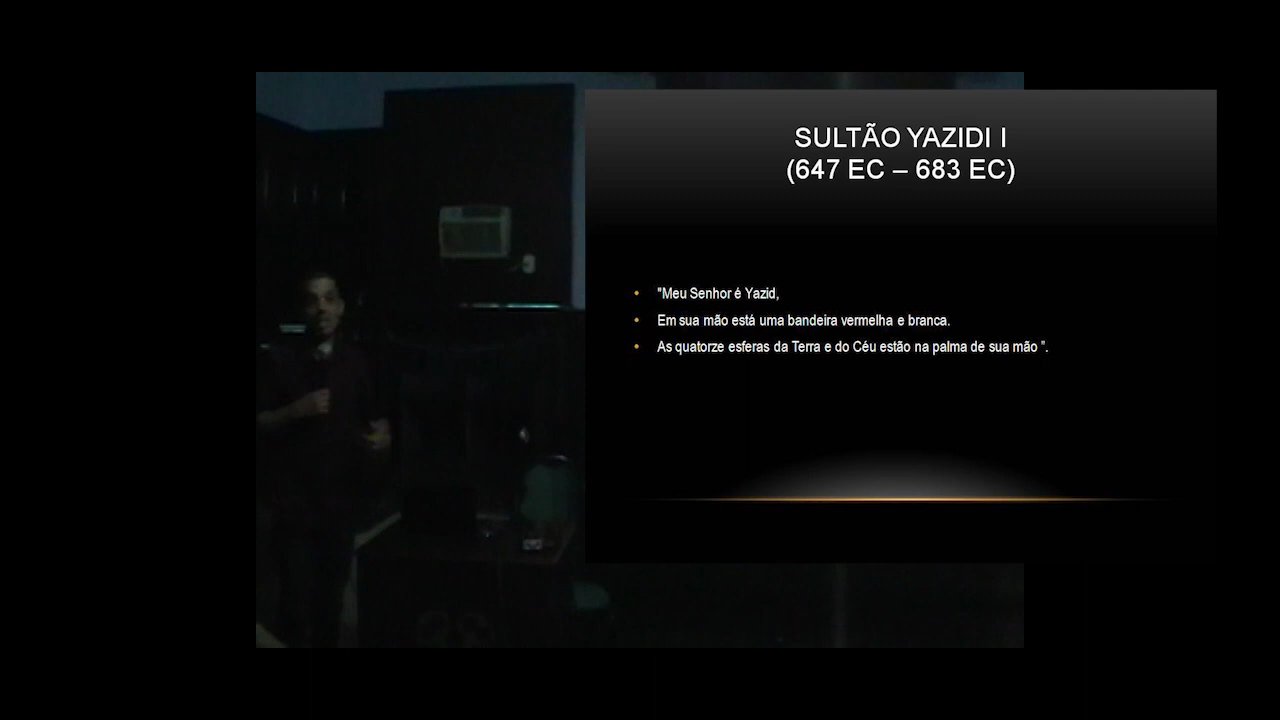 SULTÃO YAZIDI I
(647 EC – 683 EC)
• "Meu Senhor é Yazid,
• Em sua mão está uma bandeira vermelha e branca.
• As quatorze esferas da Terra e do Céu estão na palma de sua mão ".